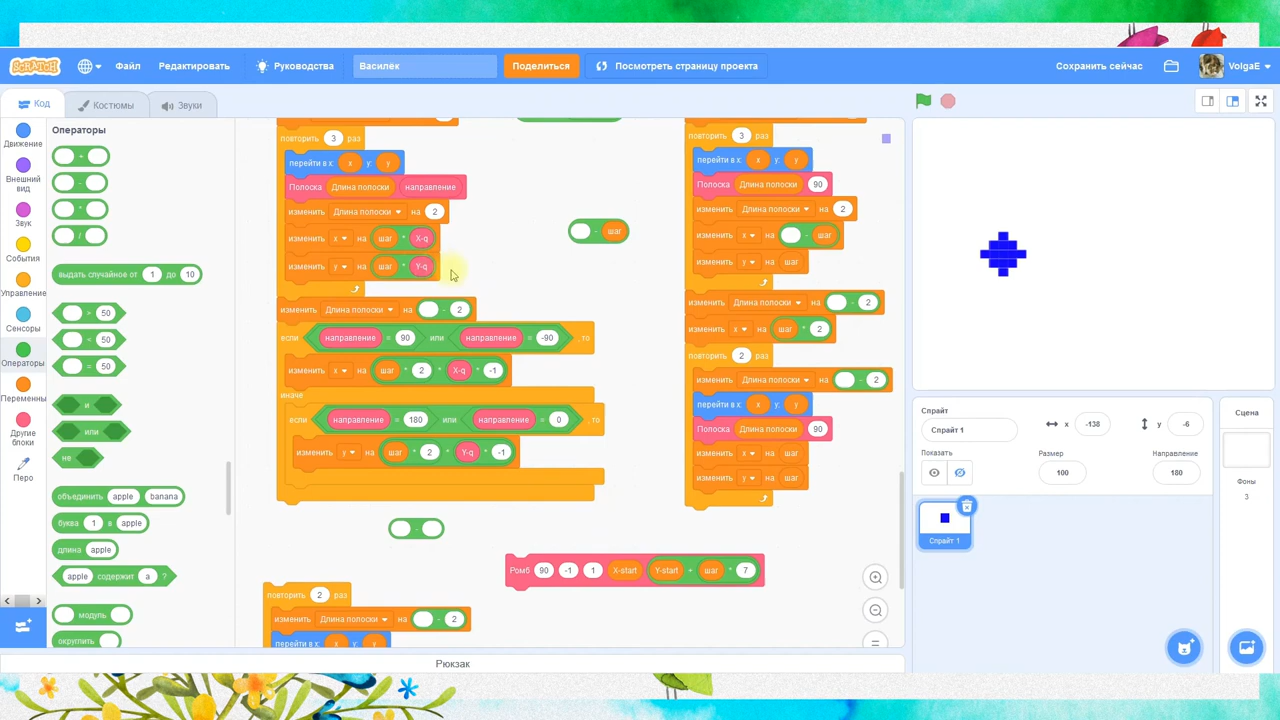 SCRATCH Файл Редактировать Руководства Василёк Поделиться Посмотреть страницу проекта Сохранить сейчас VolgaE
Код Костюмы Звуки
Движение
Внешний вид
Звук
События
Управление
Сенсоры
Операторы
Переменные
Другие блоки
Перо
Операторы
+
-
*
/
выдать случайное от 1 до 10
> 50
< 50
= 50
и
или
не
объединить apple banana
буква 1 в apple
длина apple
apple содержит a ?
модуль
округлить
повторить 3 раз
перейти в x: x y: y
Полоска Длина полоски направление
изменить Длина полоски на 2
изменить x на шаг * X-q
изменить y на шаг * Y-q
изменить Длина полоски на - 2
если направление = 90 или направление = -90 , то
изменить x на шаг * 2 * X-q * -1
иначе
если направление = 180 или направление = 0 , то
изменить y на шаг * 2 * Y-q * -1
-
повторить 2 раз
изменить Длина полоски на - 2
перейти в x: x y: y
- шаг
Ромб 90 -1 1 X-start Y-start + шаг * 7
повторить 3 раз
перейти в x: x y: y
Полоска Длина полоски 90
изменить Длина полоски на 2
изменить x на - шаг
изменить y на шаг
изменить Длина полоски на - 2
изменить x на шаг * 2
повторить 2 раз
изменить Длина полоски на - 2
перейти в x: x y: y
Полоска Длина полоски 90
изменить x на шаг
изменить y на шаг
Рюкзак
Спрайт
Спрайт 1 x -138 y -6
Показать Размер Направление
100 180
Спрайт 1
Сцена
Фоны
3